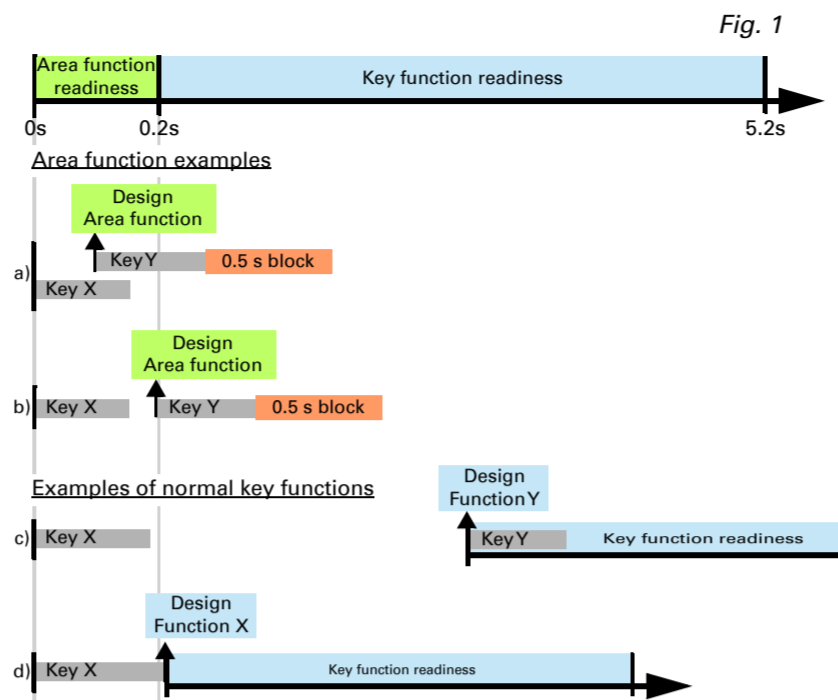 Fig. 1
Area function
readiness
Key function readiness
0s
0.2s
5.2s
Area function examples
Design
Area function
a)
Key Y
0.5 s block
Key X
Design
Area function
b)
Key X
Key Y
0.5 s block
Examples of normal key functions
Design
Function Y
c)
Key X
Key Y
Key function readiness
Design
Function X
d)
Key X
Key function readiness